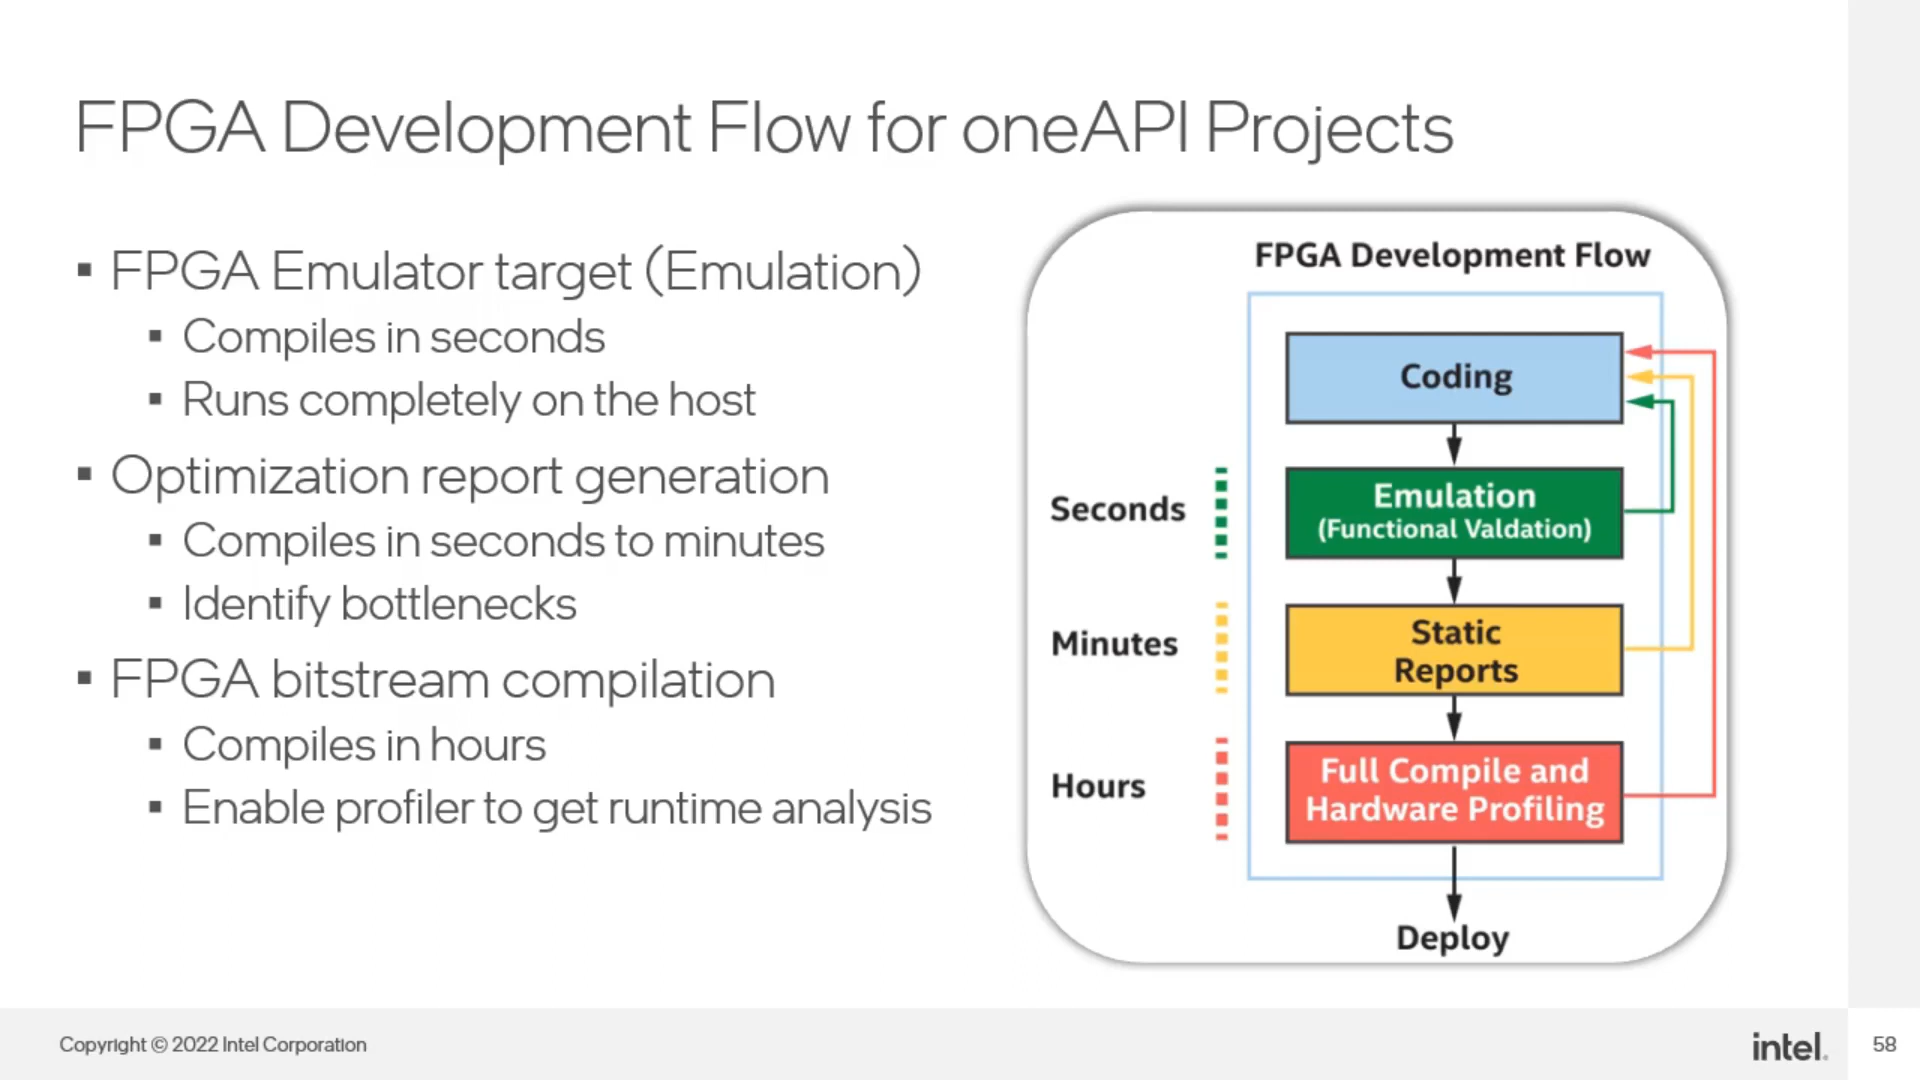 FPGA Development Flow for oneAPI Projects
▪ FPGA Emulator target (Emulation)
▪ Compiles in seconds
▪ Runs completely on the host
▪ Optimization report generation
▪ Compiles in seconds to minutes
▪ Identify bottlenecks
▪ FPGA bitstream compilation
▪ Compiles in hours
▪ Enable profiler to get runtime analysis
FPGA Development Flow
Coding
Seconds
Emulation
(Functional Valdation)
Minutes
Static
Reports
Hours
Full Compile and
Hardware Profiling
Deploy
Copyright © 2022 Intel Corporation
intel.
58